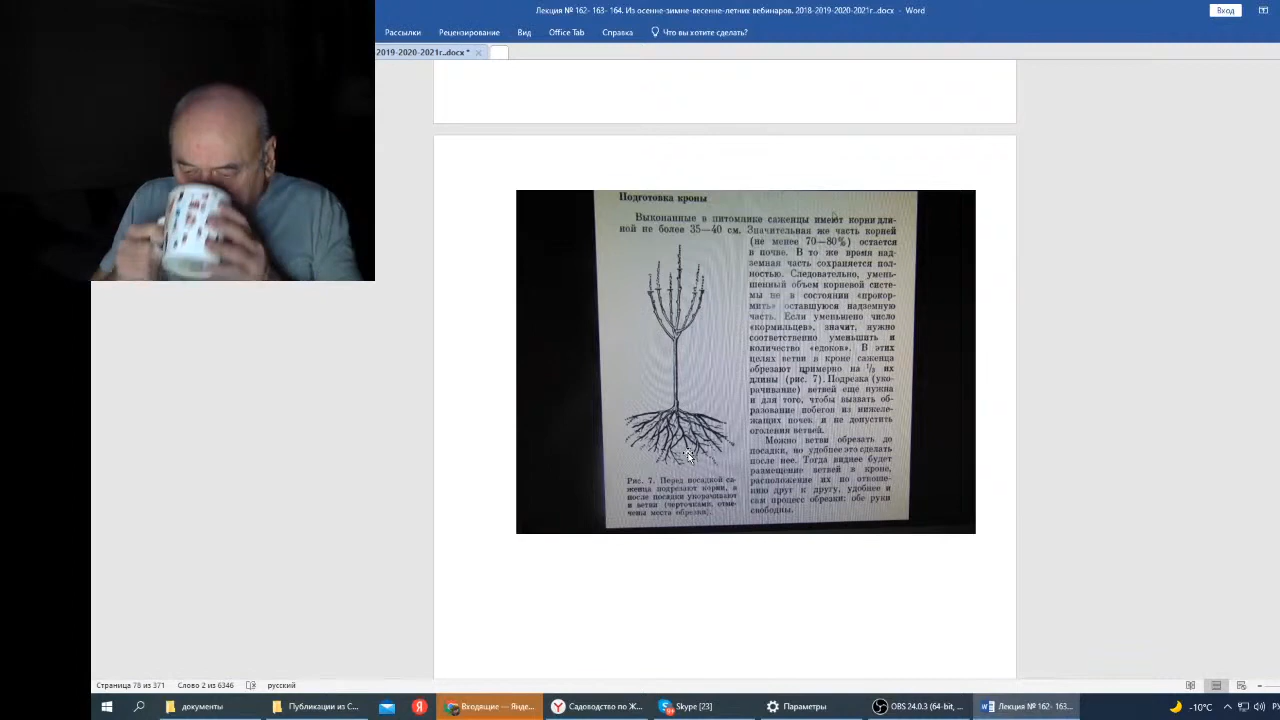 Лекция № 162- 163- 164. Из осенне-зимне-весенне-летних вебинаров. 2018-2019-2020-2021г..docx - Word
Вход
Рассылки Рецензирование Вид Office Tab Справка Что вы хотите сделать?
2019-2020-2021г..docx *
Подготовка кроны
Выкопанные в питомнике саженцы имеют корни дли-
ной не более 35—40 см. Значительная же часть корней
(не менее 70—80%) остается
в почве. В то же время над-
земная часть сохраняется пол-
ностью. Следовательно, умень-
шенный объем корневой систе-
мы не в состоянии «прокор-
мить» оставшуюся надземную
часть. Если уменьшено число
«кормильцев», значит, нужно
соответственно уменьшить и
количество «едоков». В этих
целях ветви в кроне саженца
обрезают примерно на 1/3 их
длины (рис. 7). Подрезка (уко-
рачивание) ветвей еще нужна
и для того, чтобы вызвать об-
разование побегов из нижеле-
жащих почек и не допустить
оголения ветвей.
Можно ветви обрезать до
посадки, но удобнее это сделать
после нее. Тогда виднее будет
размещение ветвей в кроне,
расположение их по отноше-
нию друг к другу, удобнее и
сам процесс обрезки: обе руки
свободны.
Рис. 7. Перед посадкой са-
женца подрезают корни, а
после посадки укорачивают
и ветви (черточками отме-
чены места обрезки).
Страница 78 из 371 Слово 2 из 6346 русский
документы
Публикации из С...
Входящие — Янде...
Садоводство по Ж...
Skype [23]
Параметры
OBS 24.0.3 (64-bit, ...
Лекция № 162- 163...